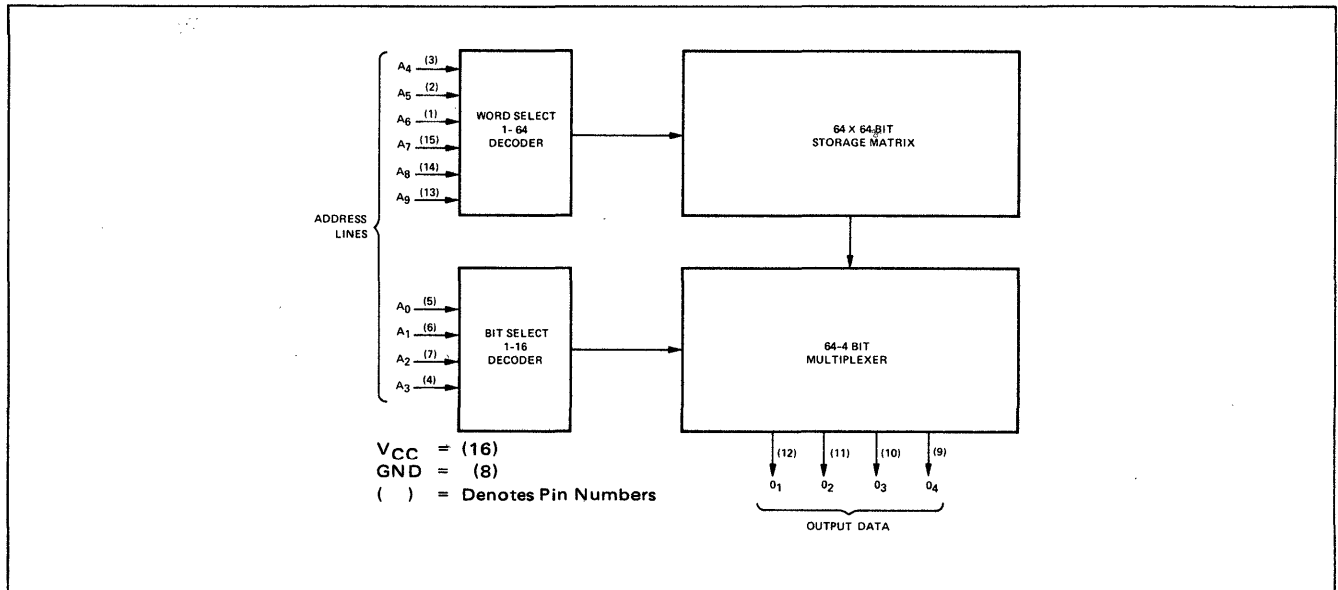 A4 (3)
A5 (2)
A6 (1)
A7 (15)
A8 (14)
A9 (13)
WORD SELECT
1- 64
DECODER
64 X 64 BIT
STORAGE MATRIX
ADDRESS
LINES
A0 (5)
A1 (6)
A2 (7)
A3 (4)
BIT SELECT
1-16
DECODER
64-4 BIT
MULTIPLEXER
VCC = (16)
GND = (8)
( ) = Denotes Pin Numbers
(12) (11) (10) (9)
01 02 03 04
OUTPUT DATA